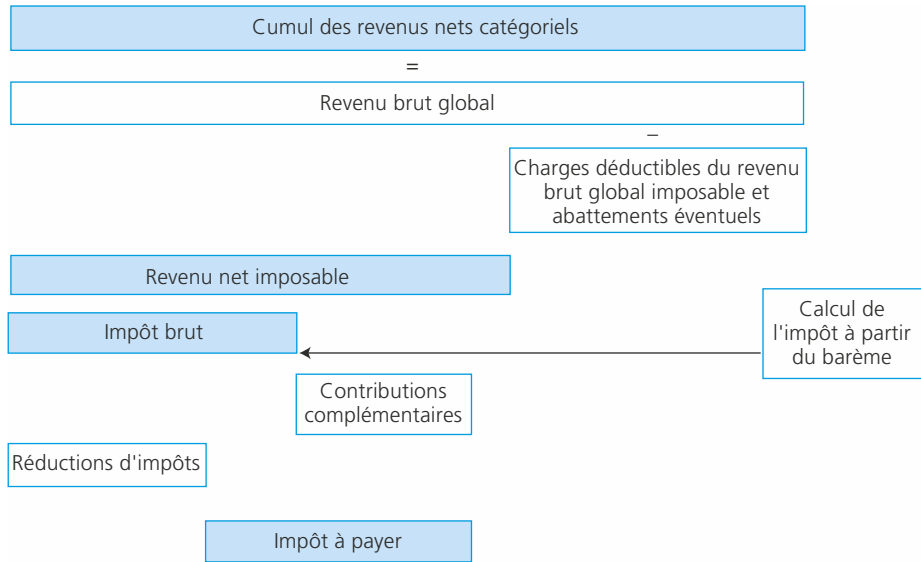 Cumul des revenus nets catégoriels
=
Revenu brut global
–
Charges déductibles du revenu
brut global imposable et
abattements éventuels
Revenu net imposable
Impôt brut
Calcul de
l'impôt à partir
du barème
Contributions
complémentaires
Réductions d'impôts
Impôt à payer